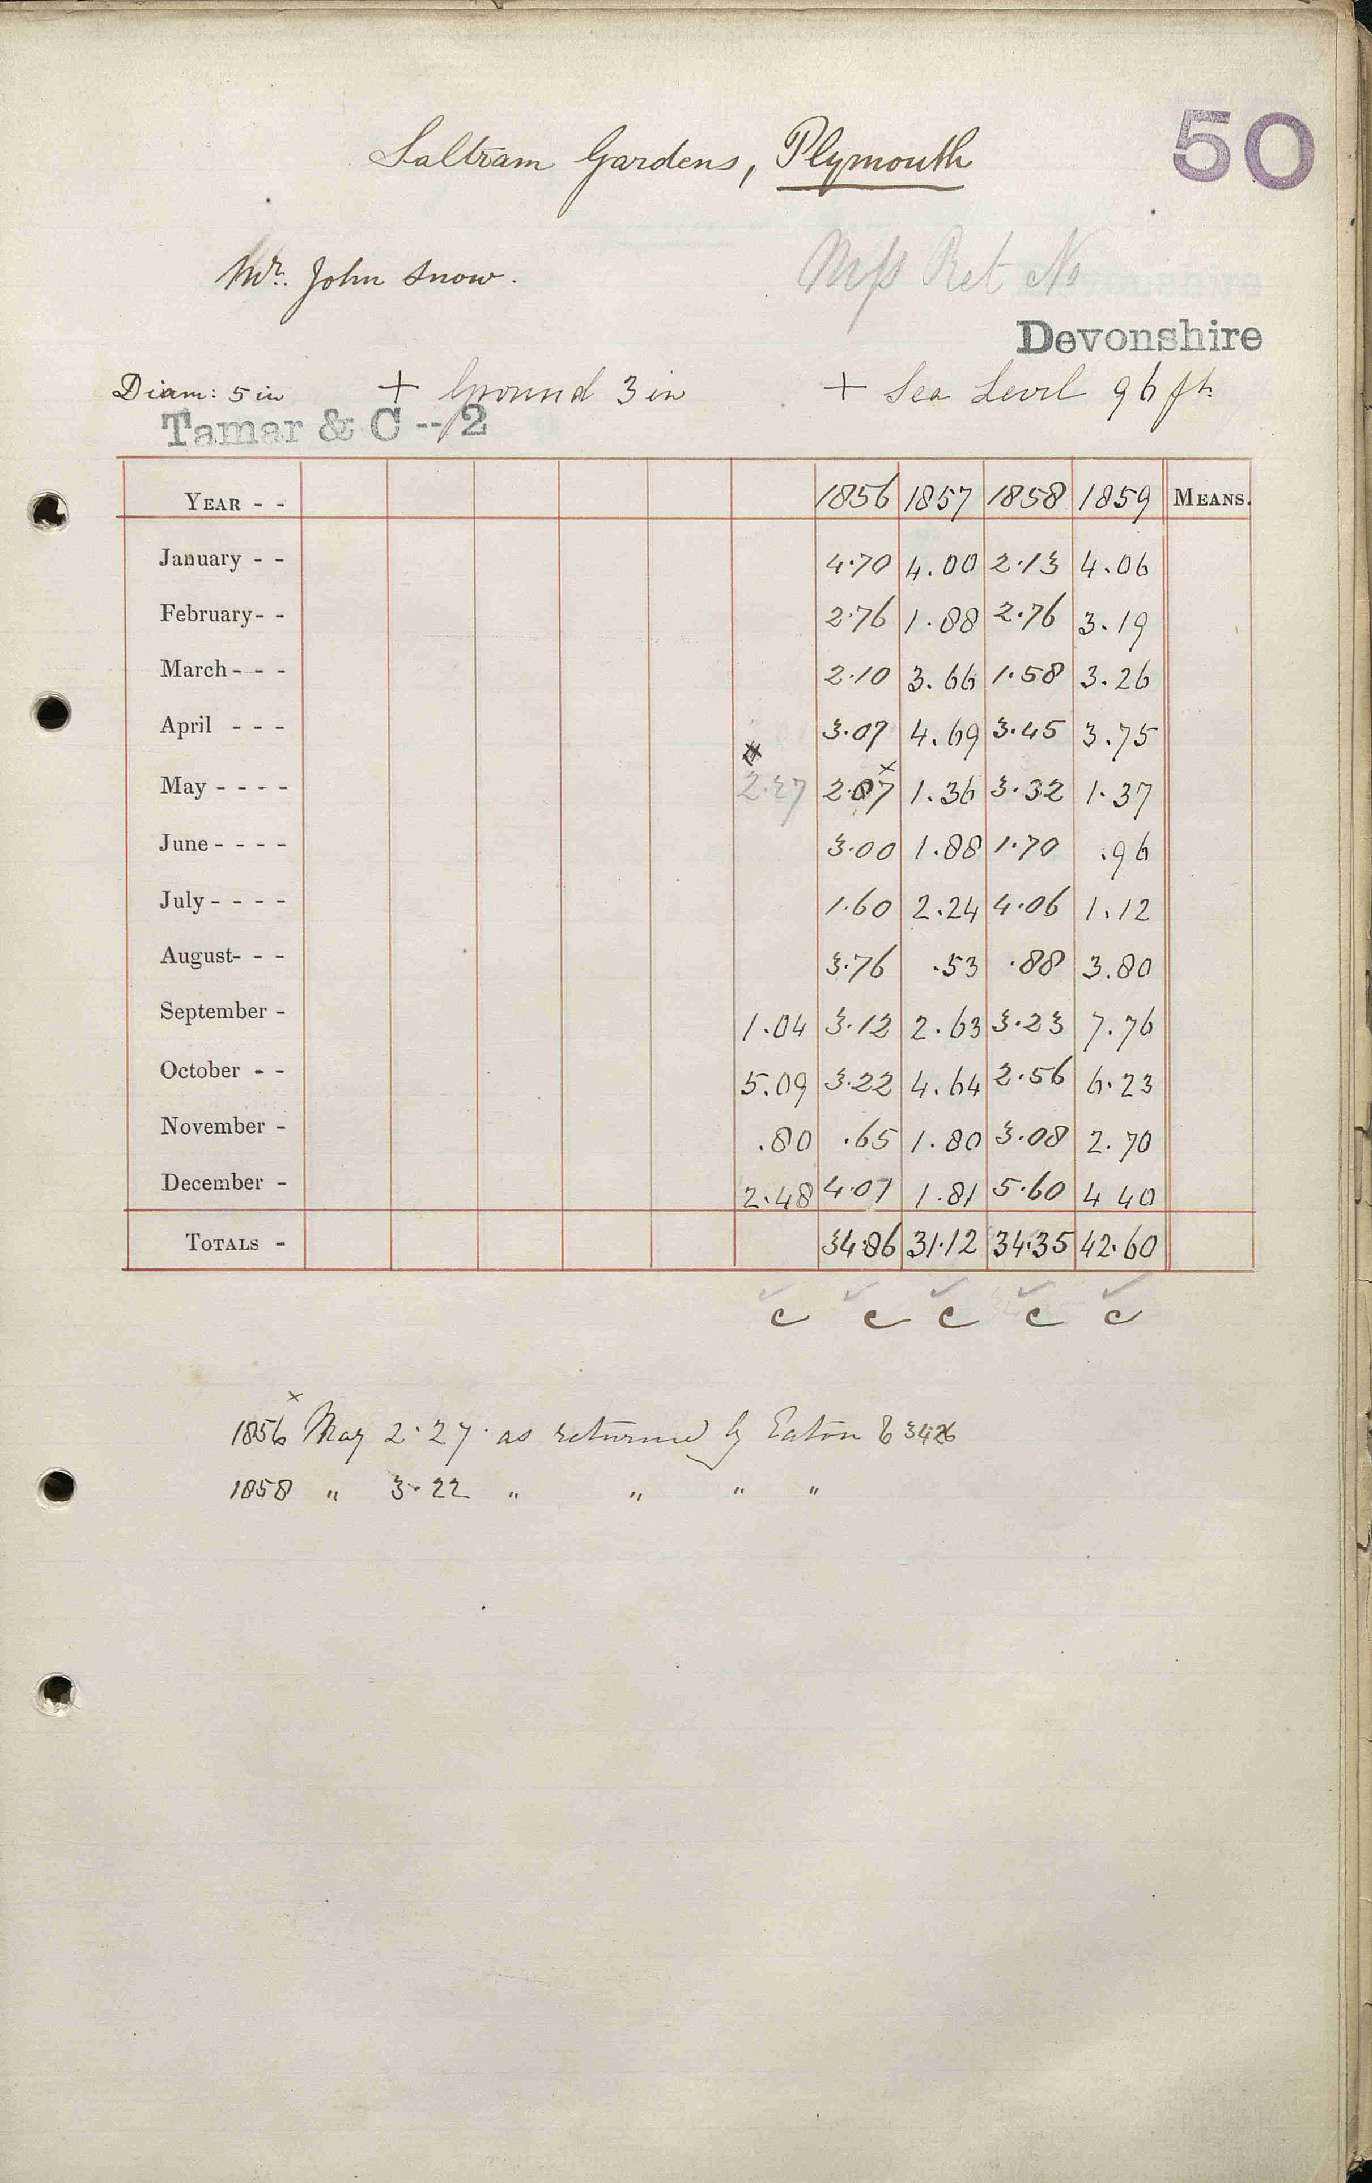 50
Saltram Gardens, Plymouth
Mr. John Snow.
Mss Ret No
Devonshire
Diam: 5 in + Ground 3 in + Sea Level 96 ft.
Tamar & C -- 2
YEAR - - 1856 1857 1858 1859 MEANS.
January - - 4.70 4.00 2.13 4.06
February - - 2.76 1.88 2.76 3.19
March - - - 2.10 3.66 1.58 3.26
April - - - 3.07 4.69 3.45 3.75
May - - - - 2.27 2.87 x 1.36 3.32 1.37
June - - - - 3.00 1.88 1.70 .96
July - - - - 1.60 2.24 4.06 1.12
August - - - 3.76 .53 .88 3.80
September - 1.04 3.12 2.63 3.23 7.76
October - - 5.09 3.22 4.64 2.56 6.23
November - .80 .65 1.80 3.08 2.70
December - 2.48 4.01 1.81 5.60 4 40
TOTALS - 34.86 31.12 34.35 42.60
c c c c c
x
1856 May 2.27 as returned by Eaton 6 3426
1858 " 3.22 " " " "